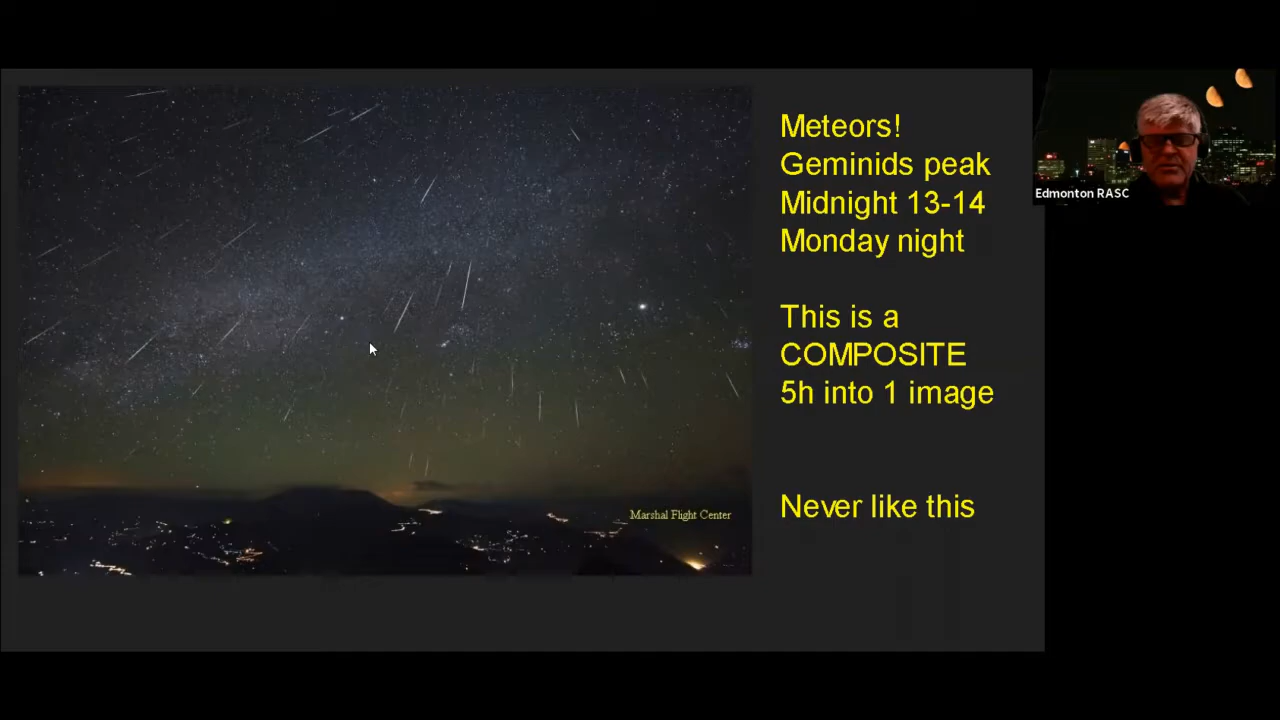 Meteors!
Geminids peak
Midnight 13-14
Monday night
This is a
COMPOSITE
5h into 1 image
Never like this
Marshal Flight Center
Edmonton RASC